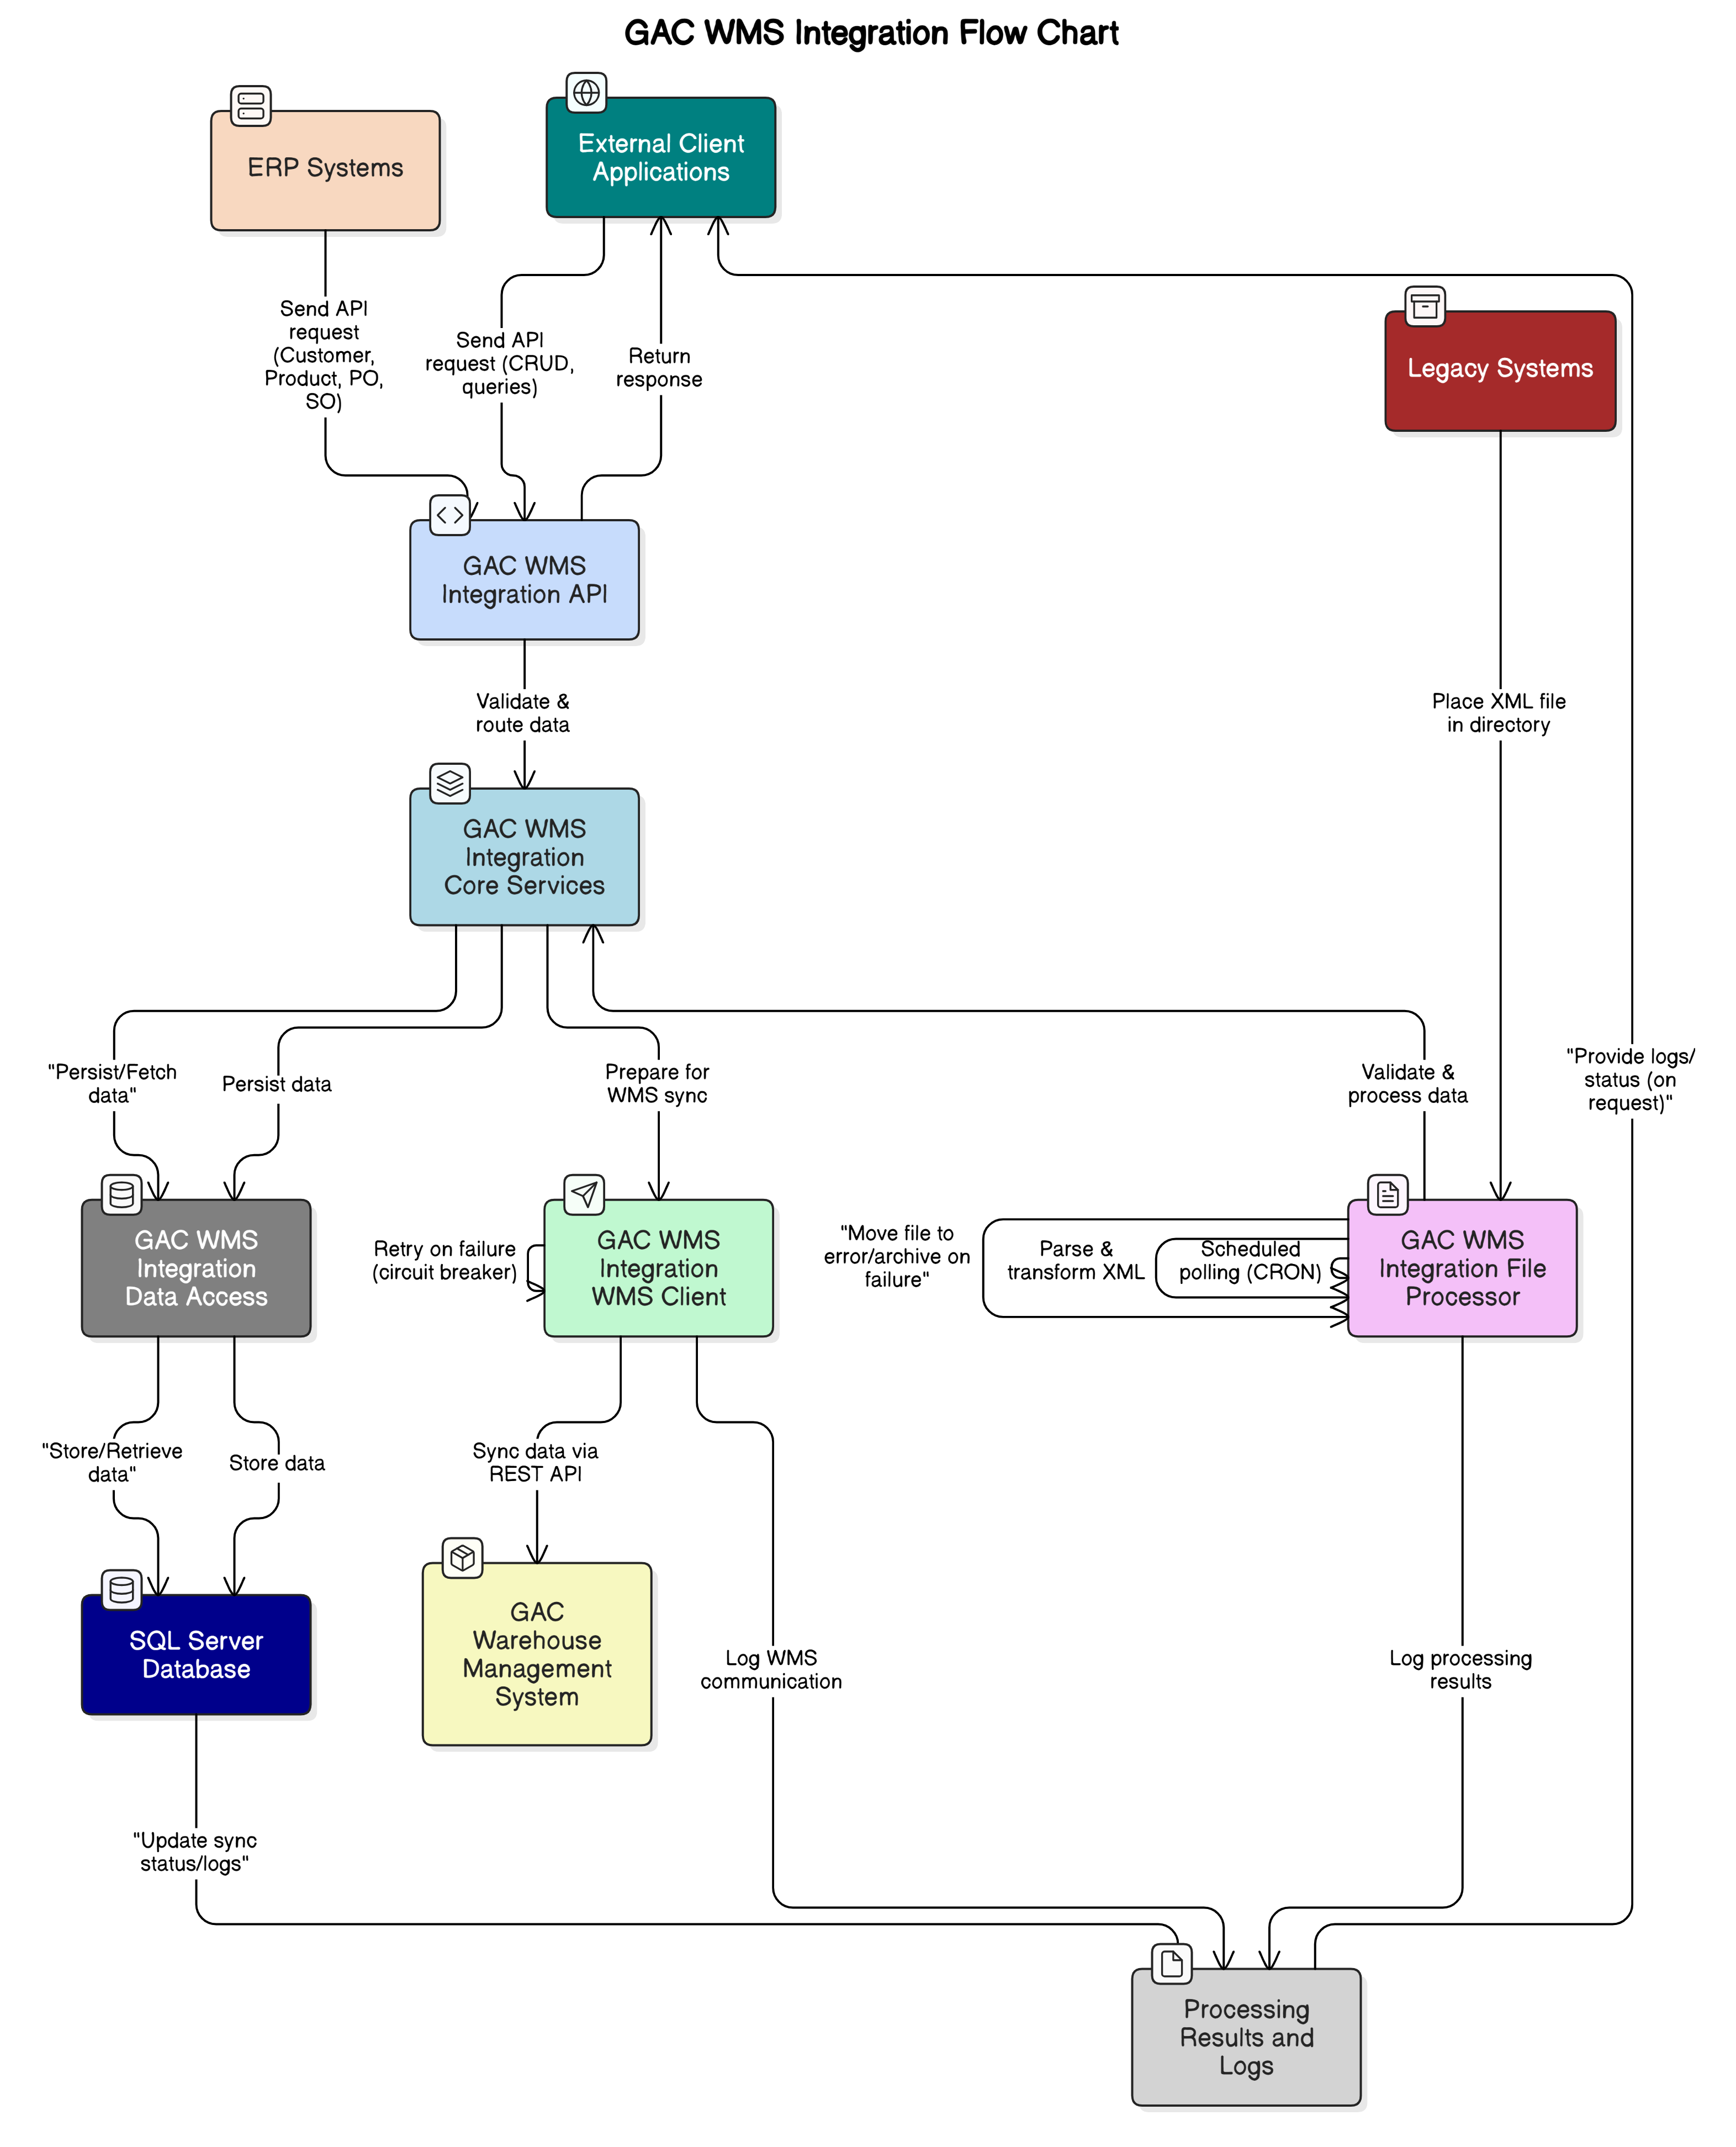 GAC WMS Integration Flow Chart
External Client
Applications
ERP Systems
Send API
request
(Customer,
Product, PO,
SO)
Send API
request (CRUD,
queries)
Return
response
Legacy Systems
GAC WMS
Integration API
Validate &
route data
Place XML file
in directory
GAC WMS
Integration
Core Services
"Persist/Fetch
data"
Persist data
Prepare for
WMS sync
Validate &
process data
"Provide logs/
status (on
request)"
GAC WMS
Integration
Data Access
Retry on failure
(circuit breaker)
GAC WMS
Integration
WMS Client
"Move file to
error/archive on
failure"
Parse &
transform XML
Scheduled
polling (CRON)
GAC WMS
Integration File
Processor
"Store/Retrieve
data"
Store data
Sync data via
REST API
SQL Server
Database
GAC
Warehouse
Management
System
Log WMS
communication
Log processing
results
"Update sync
status/logs"
Processing
Results and
Logs